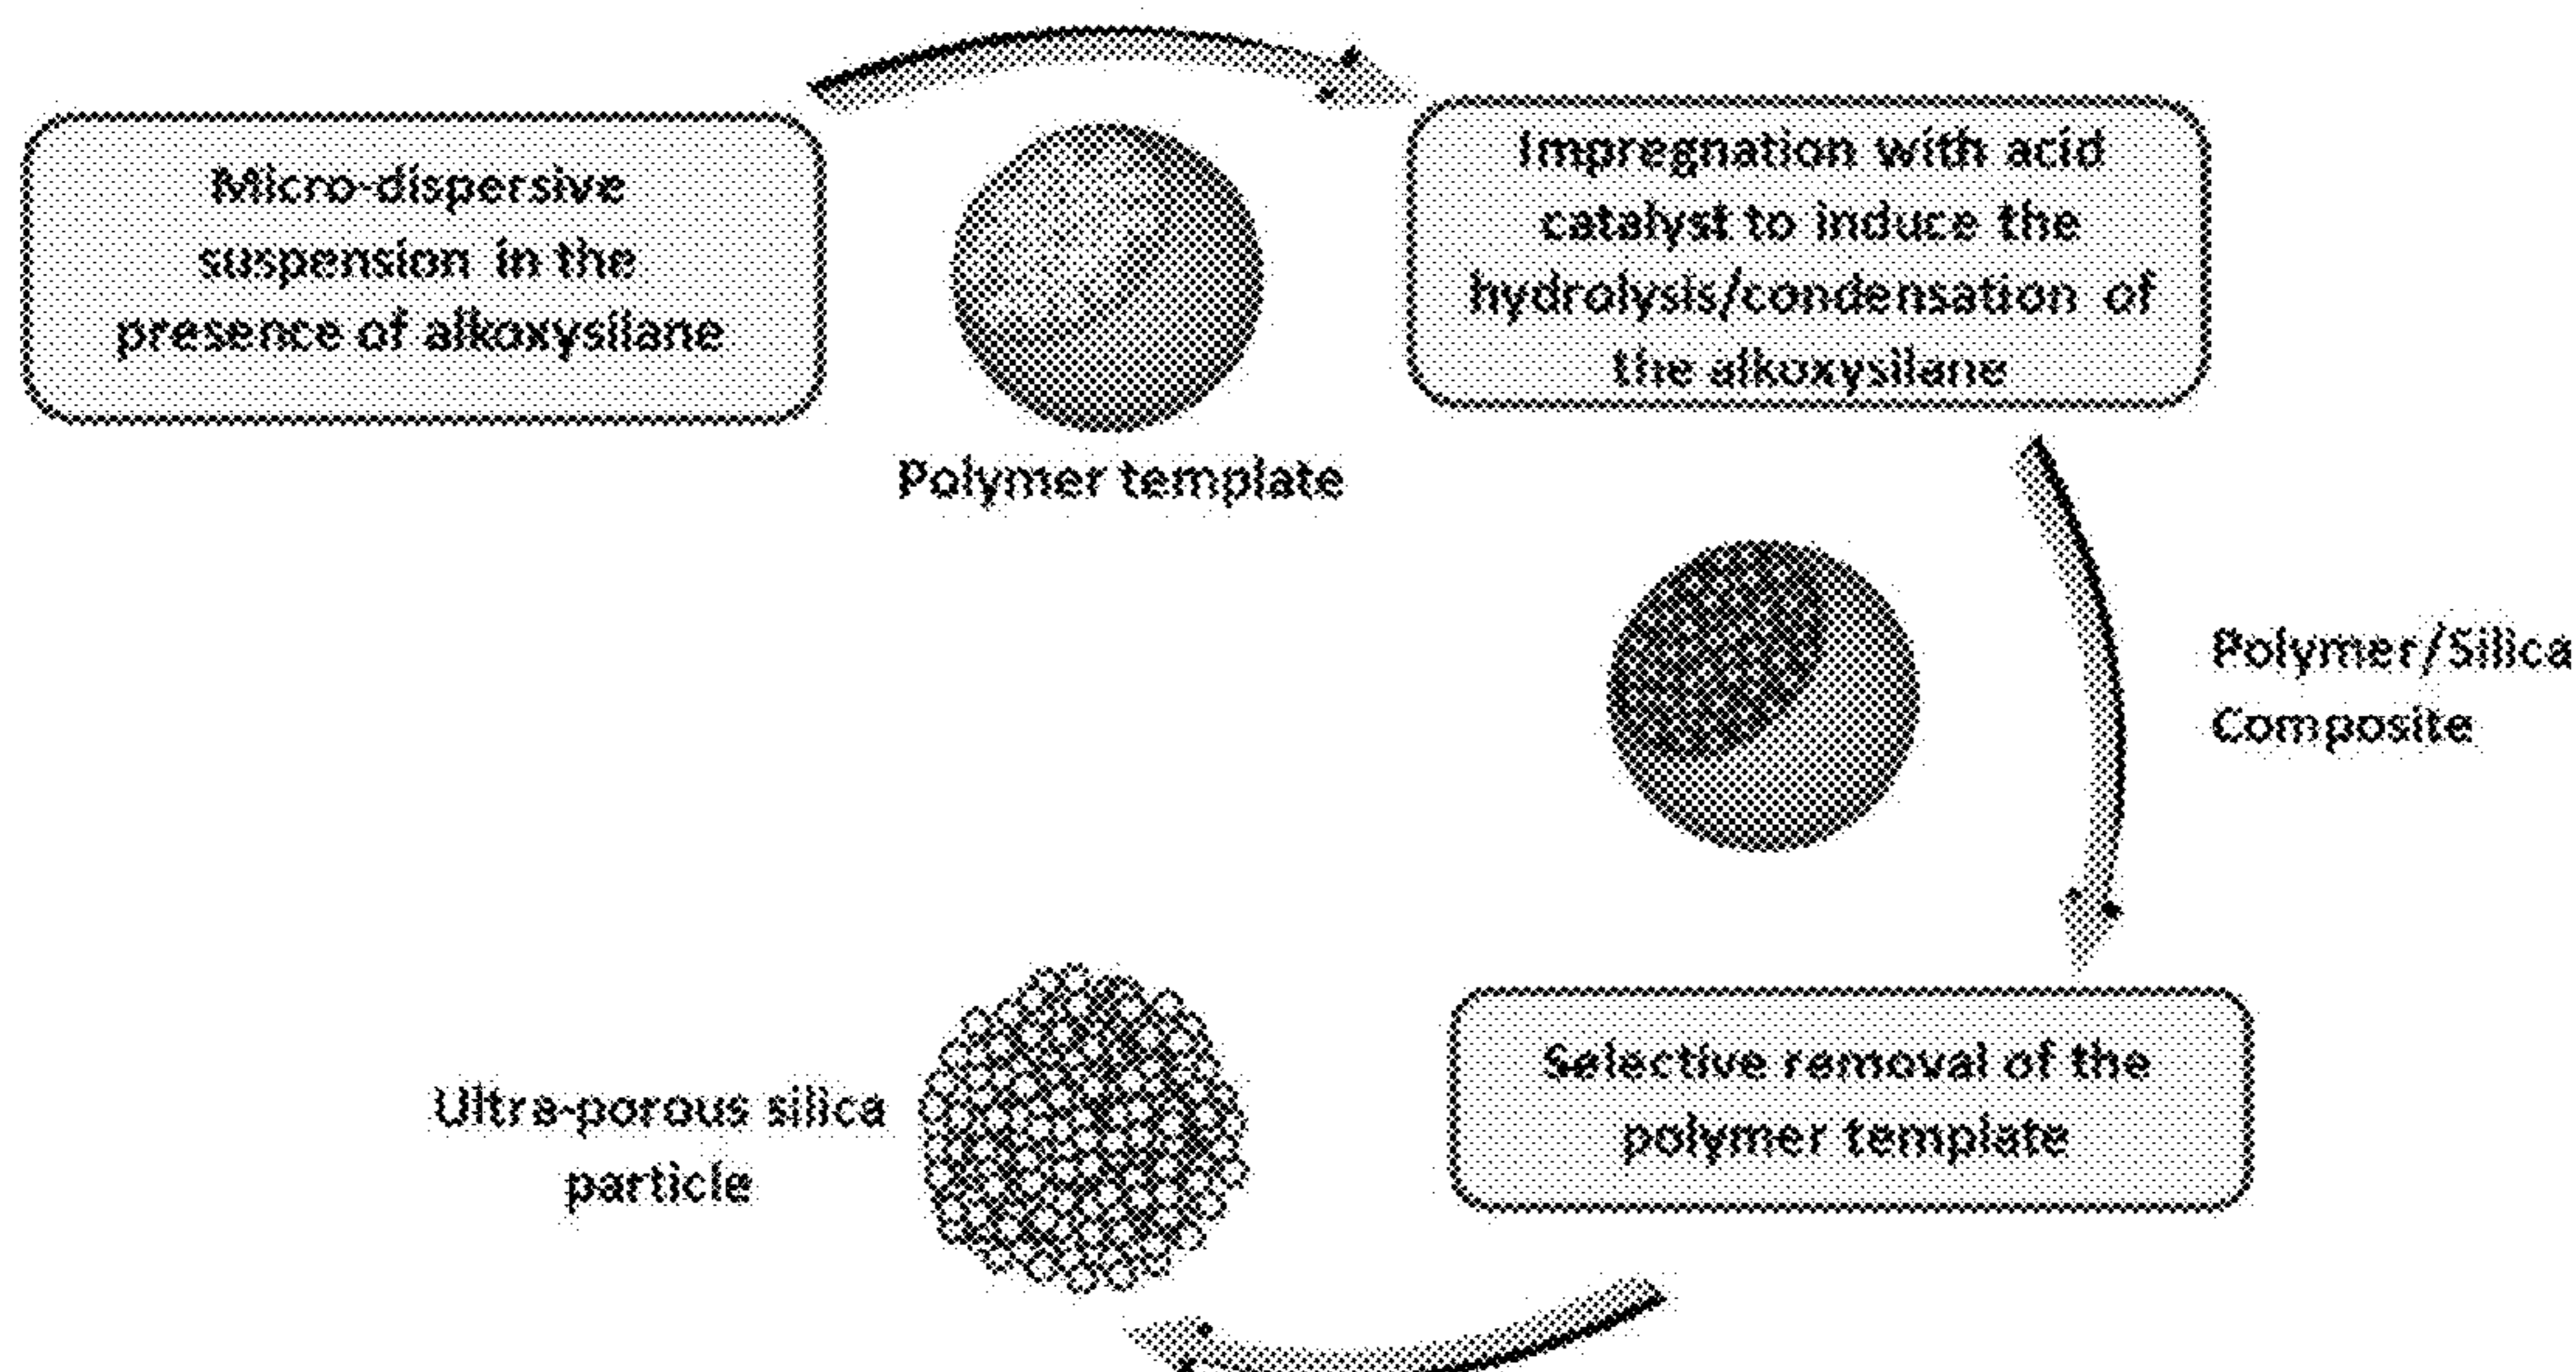 Micro-dispersive
suspension in the
presence of alkoxysilane
Polymer template
Impregnation with acid
catalyst to induce the
hydrolysis/condensation of
the alkoxysilane
Polymer/Silica
Composite
Selective removal of the
polymer template
Ultra-porous silica
particle